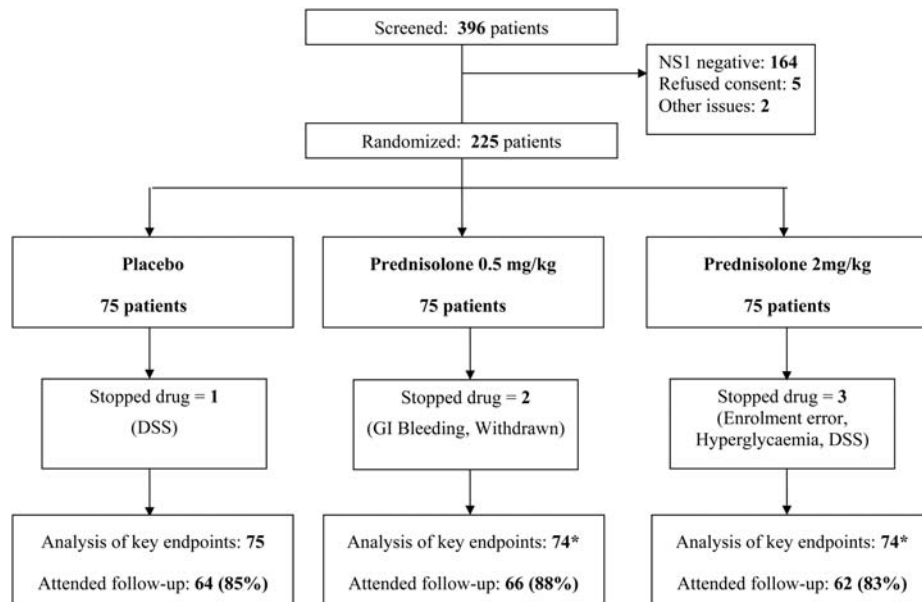 Screened: 396 patients
NS1 negative: 164
Refused consent: 5
Other issues: 2
Randomized: 225 patients
Placebo
75 patients
Prednisolone 0.5 mg/kg
75 patients
Prednisolone 2mg/kg
75 patients
Stopped drug = 1
(DSS)
Stopped drug = 2
(GI Bleeding, Withdrawn)
Stopped drug = 3
(Enrolment error,
Hyperglycaemia, DSS)
Analysis of key endpoints: 75
Attended follow-up: 64 (85%)
Analysis of key endpoints: 74*
Attended follow-up: 66 (88%)
Analysis of key endpoints: 74*
Attended follow-up: 62 (83%)